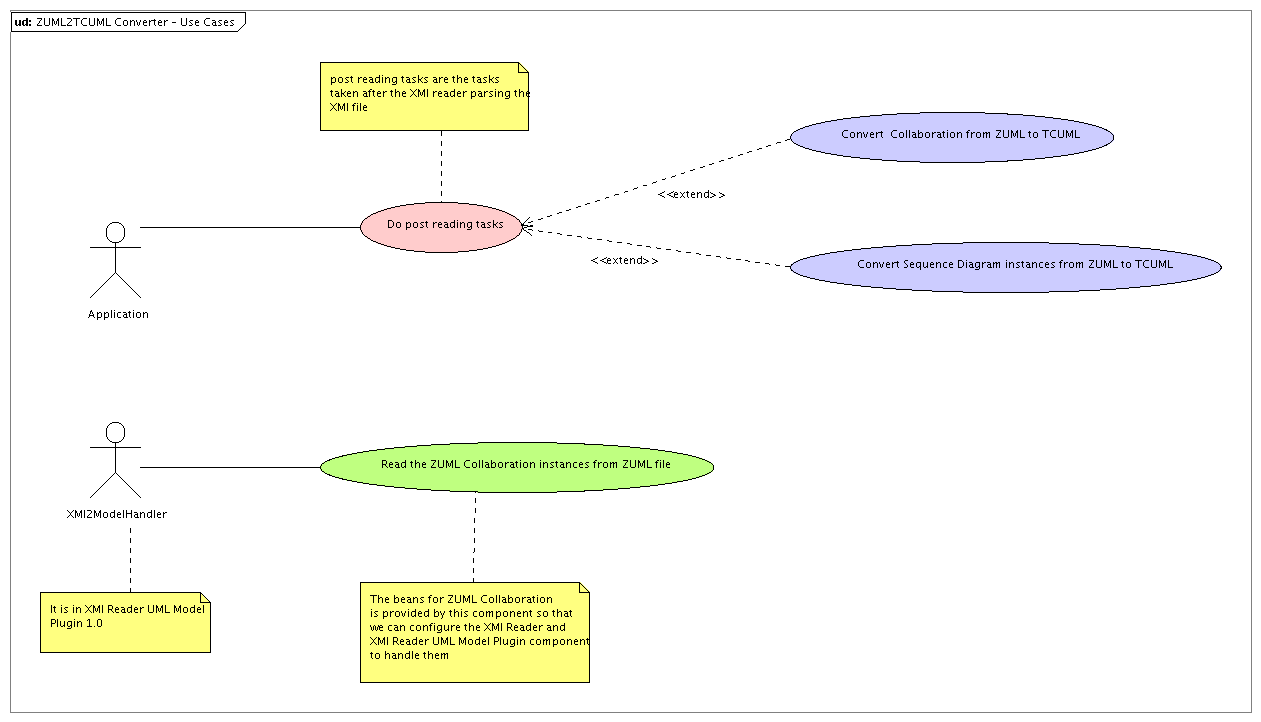 ud: ZUML2TCUML Converter – Use Cases
post reading tasks are the tasks
taken after the XMI reader parsing the
XMI file
Convert  Collaboration from ZUML to TCUML
<<extend>>
Do post reading tasks
<<extend>>
Convert Sequence Diagram instances from ZUML to TCUML
Application
Read the ZUML Collaboration instances from ZUML file
XMI2ModelHandler
It is in XMI Reader UML Model
Plugin 1.0
The beans for ZUML Collaboration
is provided by this component so that
we can configure the XMI Reader and
XMI Reader UML Model Plugin component
to handle them